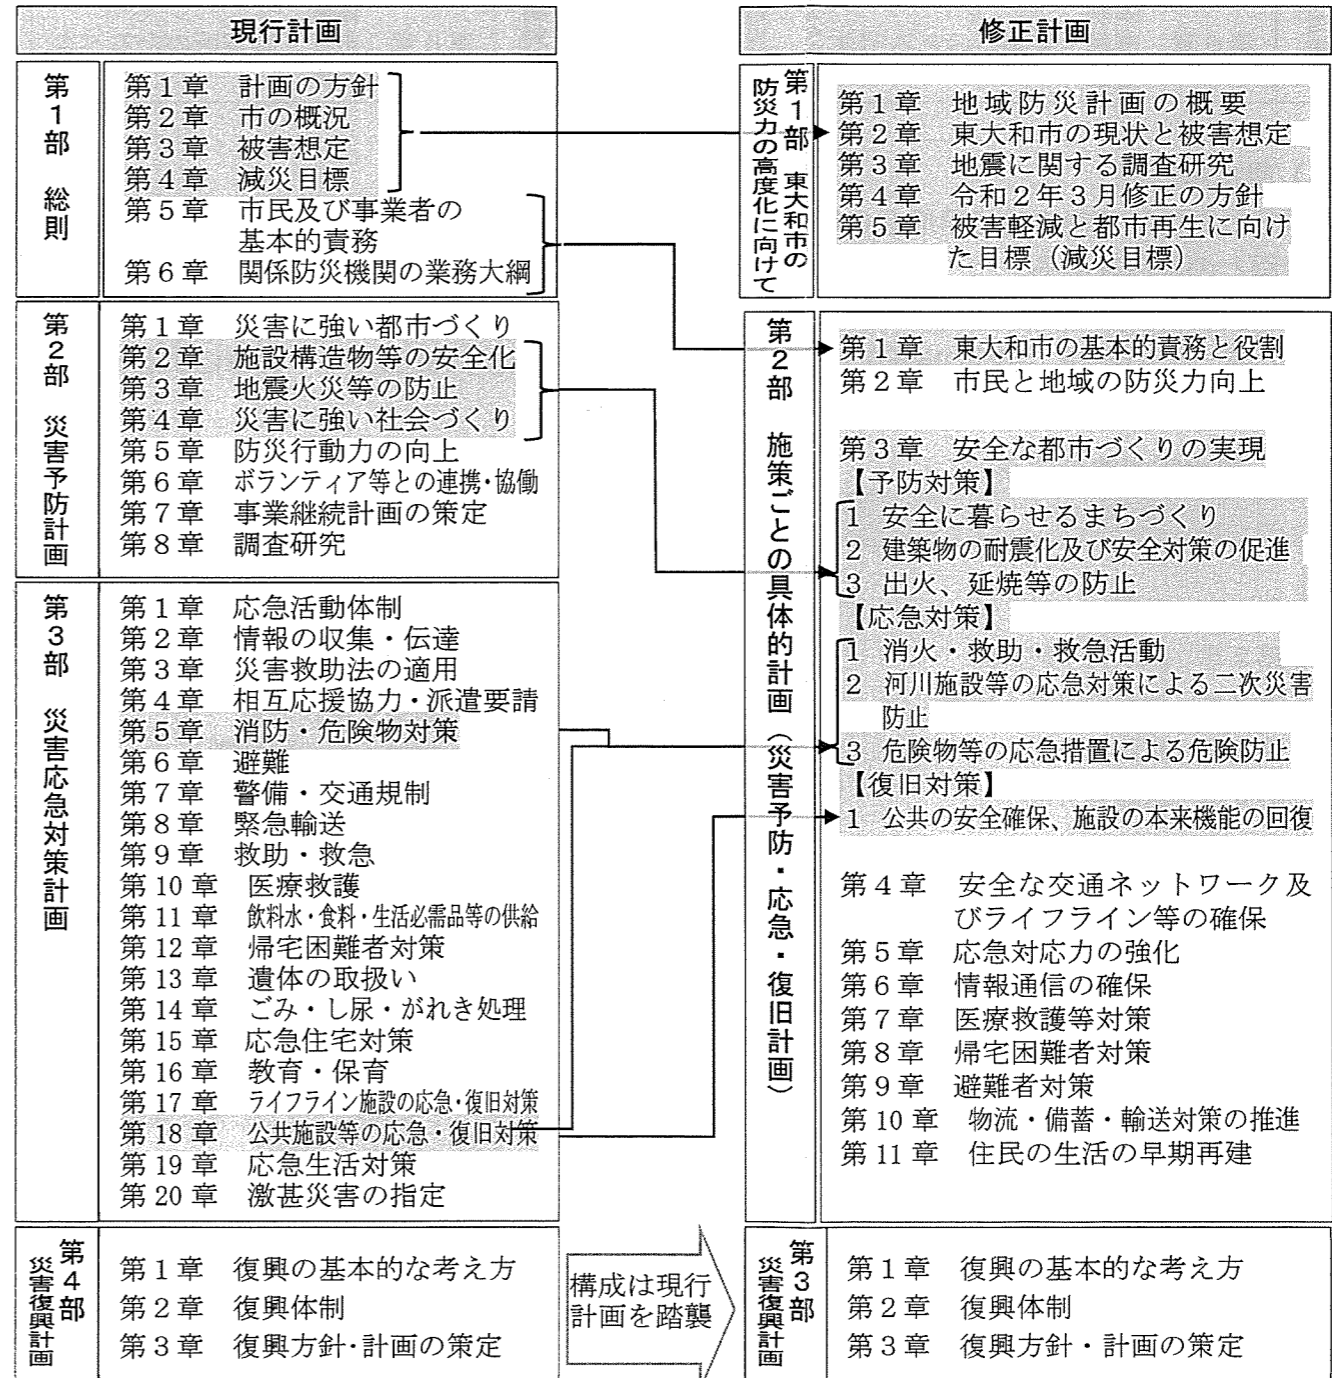 現行計画
第1部 総則
第1章 計画の方針
第2章 市の概況
第3章 被害想定
第4章 減災目標
第5章 市民及び事業者の
基本的責務
第6章 関係防災機関の業務大綱
第2部 災害予防計画
第1章 災害に強い都市づくり
第2章 施設構造物等の安全化
第3章 地震火災等の防止
第4章 災害に強い社会づくり
第5章 防災行動力の向上
第6章 ボランティア等との連携・協働
第7章 事業継続計画の策定
第8章 調査研究
第3部 災害応急対策計画
第1章 応急活動体制
第2章 情報の収集・伝達
第3章 災害救助法の適用
第4章 相互応援協力・派遣要請
第5章 消防・危険物対策
第6章 避難
第7章 警備・交通規制
第8章 緊急輸送
第9章 救助・救急
第10章 医療救護
第11章 飲料水・食料・生活必需品等の供給
第12章 帰宅困難者対策
第13章 遺体の取扱い
第14章 ごみ・し尿・がれき処理
第15章 応急住宅対策
第16章 教育・保育
第17章 ライフライン施設の応急・復旧対策
第18章 公共施設等の応急・復旧対策
第19章 応急生活対策
第20章 激甚災害の指定
第4部
災害復興計画
第1章 復興の基本的な考え方
第2章 復興体制
第3章 復興方針・計画の策定
構成は現行
計画を踏襲
修正計画
第1部 東大和市の
防災力の高度化に向けて
第1章 地域防災計画の概要
第2章 東大和市の現状と被害想定
第3章 地震に関する調査研究
第4章 令和2年3月修正の方針
第5章 被害軽減と都市再生に向け
た目標（減災目標）
第2部 施策ごとの具体的計画（災害予防・応急・復旧計画）
第1章 東大和市の基本的責務と役割
第2章 市民と地域の防災力向上
第3章 安全な都市づくりの実現
【予防対策】
1 安全に暮らせるまちづくり
2 建築物の耐震化及び安全対策の促進
3 出火、延焼等の防止
【応急対策】
1 消火・救助・救急活動
2 河川施設等の応急対策による二次災害
防止
3 危険物等の応急措置による危険防止
【復旧対策】
1 公共の安全確保、施設の本来機能の回復
第4章 安全な交通ネットワーク及
びライフライン等の確保
第5章 応急対応力の強化
第6章 情報通信の確保
第7章 医療救護等対策
第8章 帰宅困難者対策
第9章 避難者対策
第10章 物流・備蓄・輸送対策の推進
第11章 住民の生活の早期再建
第3部
災害復興計画
第1章 復興の基本的な考え方
第2章 復興体制
第3章 復興方針・計画の策定